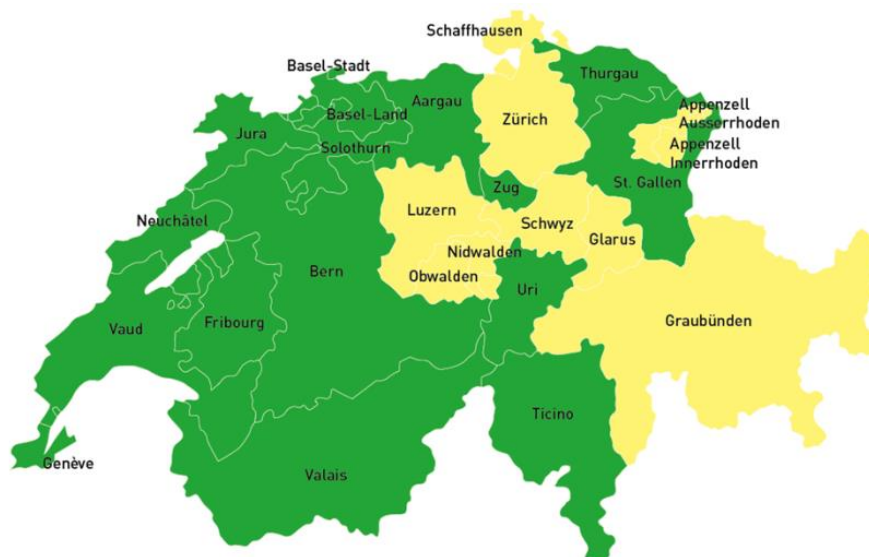 Schaffhausen
Basel-Stadt
Thurgau
Aargau
Basel-Land
Appenzell
Ausserrhoden
Zürich
Jura
Solothurn
Appenzell
Innerrhoden
St. Gallen
Zug
Luzern
Neuchâtel
Schwyz
Glarus
Nidwalden
Bern
Obwalden
Uri
Graubünden
Fribourg
Vaud
Ticino
Genève
Valais